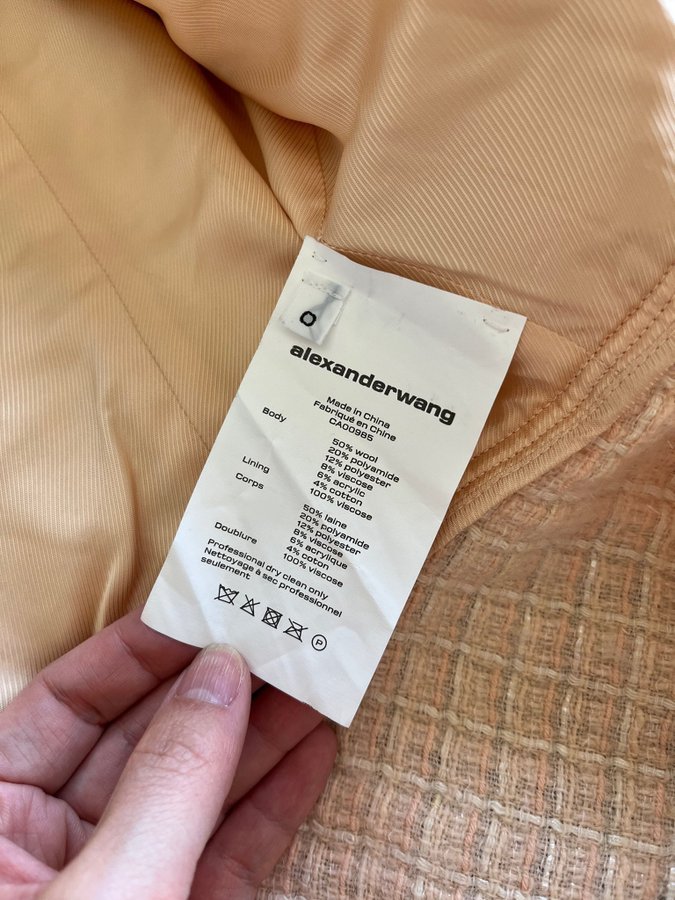 0
alexanderwang
Made in China
Fabriqué en Chine
CA00985
Body 50% wool
20% polyamide
12% polyester
8% viscose
6% acrylic
4% cotton
Lining 100% viscose
Corps 50% laine
20% polyamide
12% polyester
8% viscose
6% acrylique
4% coton
Doublure 100% viscose
Professional dry clean only
Nettoyage à sec professionnel
seulement
P